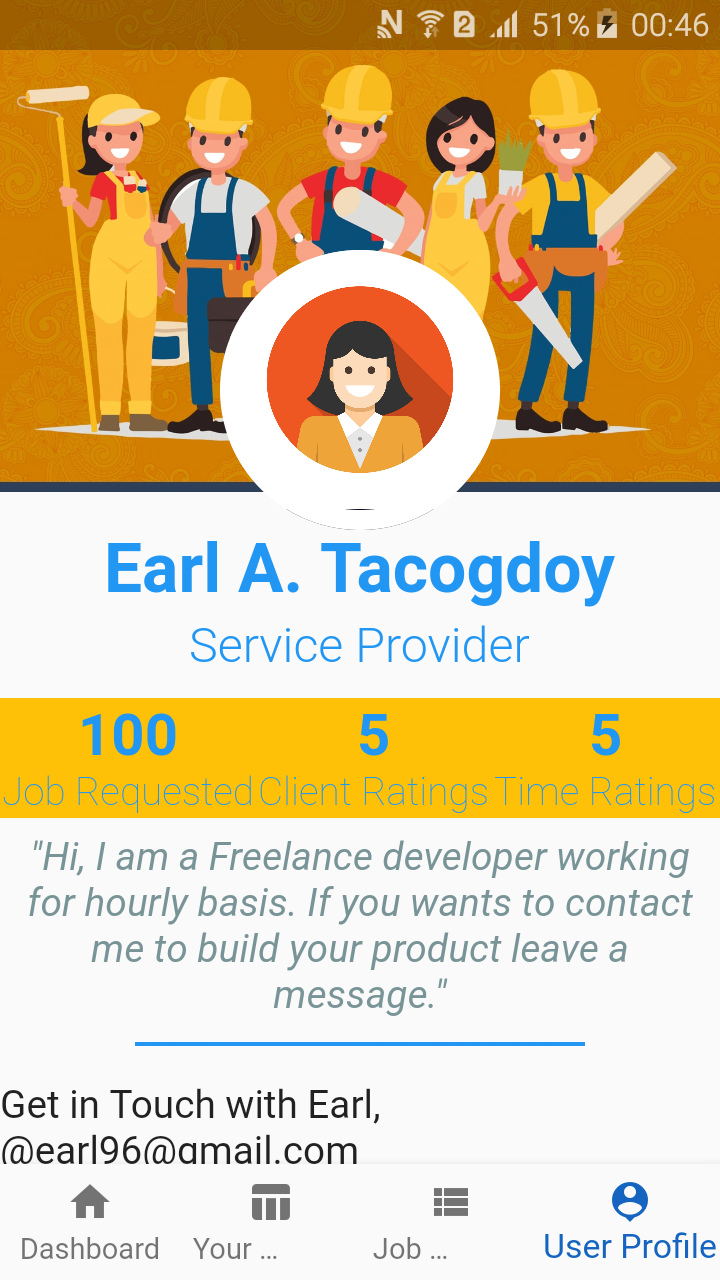 51% 00:46
Earl A. Tacogdoy
Service Provider
100 5 5
Job Requested Client Ratings Time Ratings
"Hi, I am a Freelance developer working
for hourly basis. If you wants to contact
me to build your product leave a
message."
Get in Touch with Earl,
@earl96@gmail.com
Dashboard Your ... Job ... User Profile